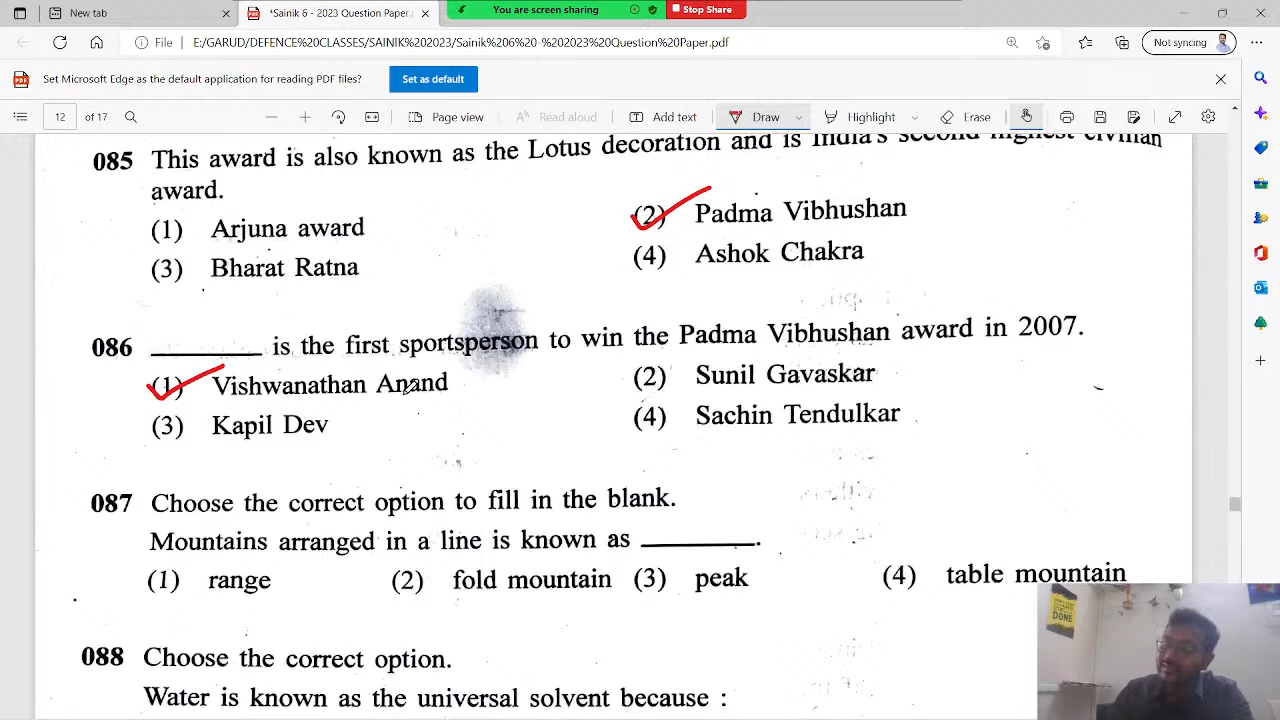 New tab
*Sainik 6 - 2023 Question Paper.
You are screen sharing
Stop Share
File
E:/GARUD/DEFENCE%20CLASSES/SAINIK%202023/Sainik%206%20-%202023%20Question%20Paper.pdf
Not syncing
Set Microsoft Edge as the default application for reading PDF files?
Set as default
12 of 17
Page view
Read aloud
Add text
Draw
Highlight
Erase
085 This award is also known as the Lotus decoration and is India's second highest civilian
award.
(1) Arjuna award
(2) Padma Vibhushan
(3) Bharat Ratna
(4) Ashok Chakra
086 __________ is the first sportsperson to win the Padma Vibhushan award in 2007.
(1) Vishwanathan Anand
(2) Sunil Gavaskar
(3) Kapil Dev
(4) Sachin Tendulkar
087 Choose the correct option to fill in the blank.
Mountains arranged in a line is known as __________.
(1) range (2) fold mountain (3) peak (4) table mountain
088 Choose the correct option.
Water is known as the universal solvent because :
DONE